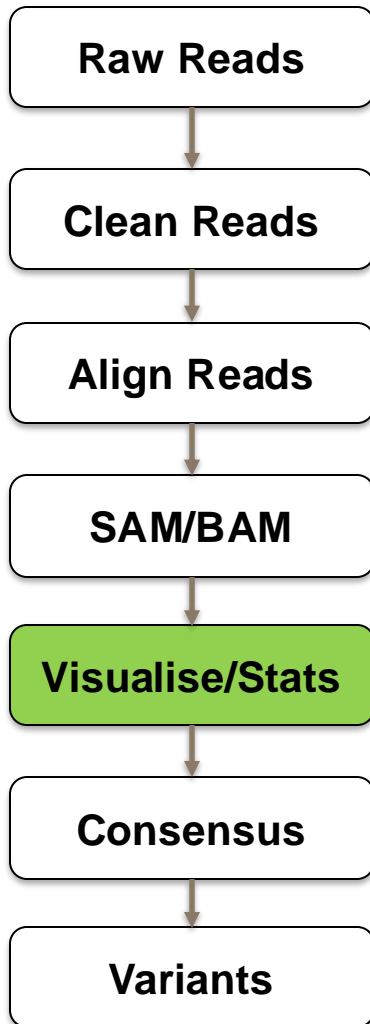 Raw Reads
Clean Reads
Align Reads
SAM/BAM
Visualise/Stats
Consensus
Variants